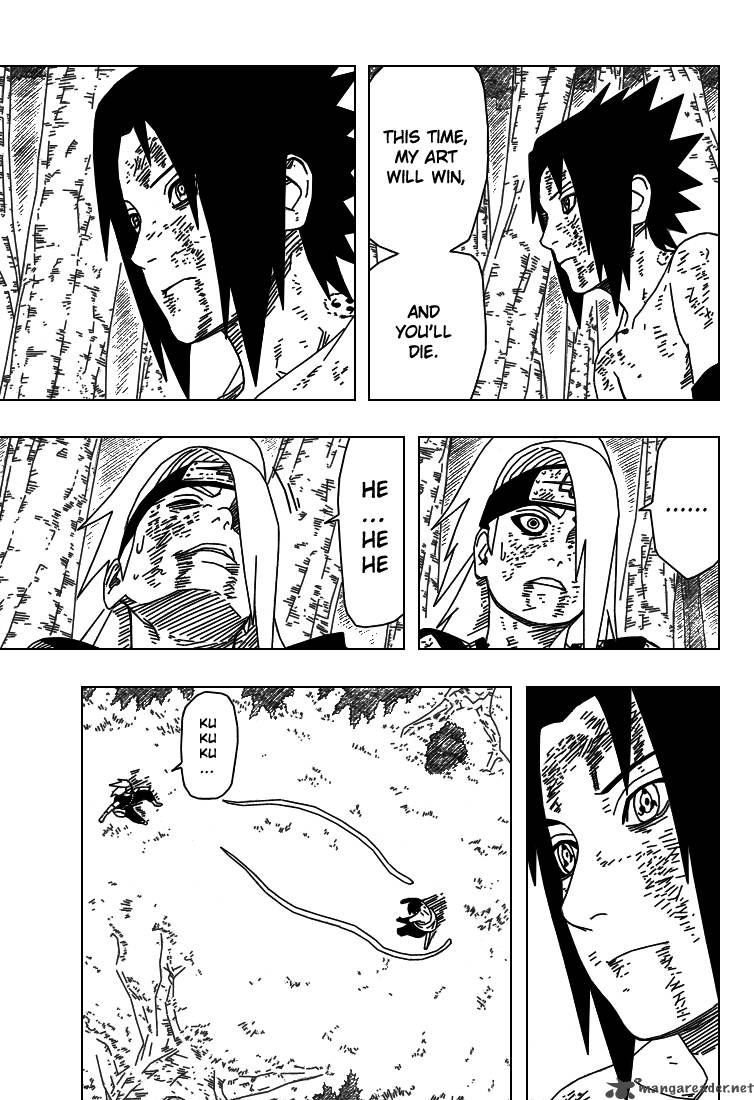 THIS TIME,
MY ART
WILL WIN,
AND
YOU'LL
DIE.
......
HE
...
HE
HE
KU
KU
KU
...
mangareader.net